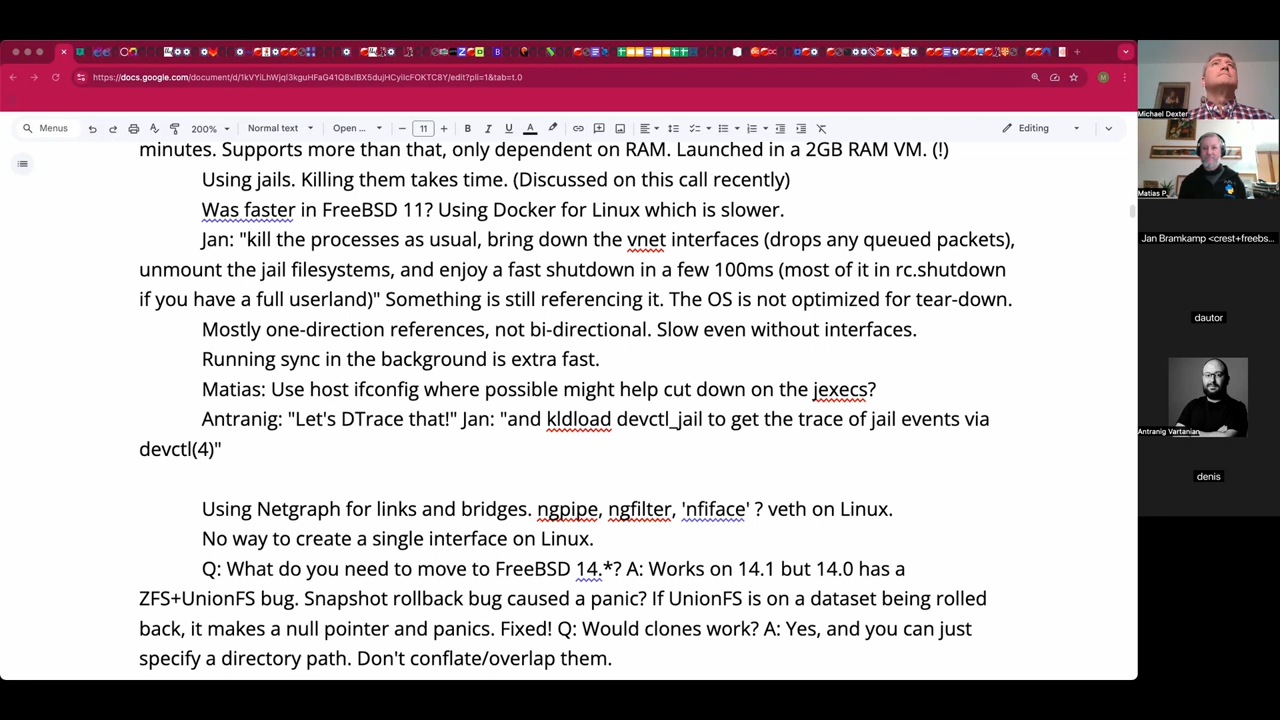 https://docs.google.com/document/d/1kVYiLhWjqI3kguHFaG41Q8xIBX5dujHCyiIcFOKTC8Y/edit?pli=1&tab=t.0
M
Menus
200%
Normal text
Open ...
11
B I U A
Editing
minutes. Supports more than that, only dependent on RAM. Launched in a 2GB RAM VM. (!)
Using jails. Killing them takes time. (Discussed on this call recently)
Was faster in FreeBSD 11? Using Docker for Linux which is slower.
Jan: "kill the processes as usual, bring down the vnet interfaces (drops any queued packets),
unmount the jail filesystems, and enjoy a fast shutdown in a few 100ms (most of it in rc.shutdown
if you have a full userland)" Something is still referencing it. The OS is not optimized for tear-down.
Mostly one-direction references, not bi-directional. Slow even without interfaces.
Running sync in the background is extra fast.
Matias: Use host ifconfig where possible might help cut down on the jexecs?
Antranig: "Let's DTrace that!" Jan: "and kldload devctl_jail to get the trace of jail events via
devctl(4)"
Using Netgraph for links and bridges. ngpipe, ngfilter, 'nfiface' ? veth on Linux.
No way to create a single interface on Linux.
Q: What do you need to move to FreeBSD 14.*? A: Works on 14.1 but 14.0 has a
ZFS+UnionFS bug. Snapshot rollback bug caused a panic? If UnionFS is on a dataset being rolled
back, it makes a null pointer and panics. Fixed! Q: Would clones work? A: Yes, and you can just
specify a directory path. Don't conflate/overlap them.
Michael Dexter
Matias P.
Jan Bramkamp <crest+freebs...
dautor
Antranig Vartanian
denis